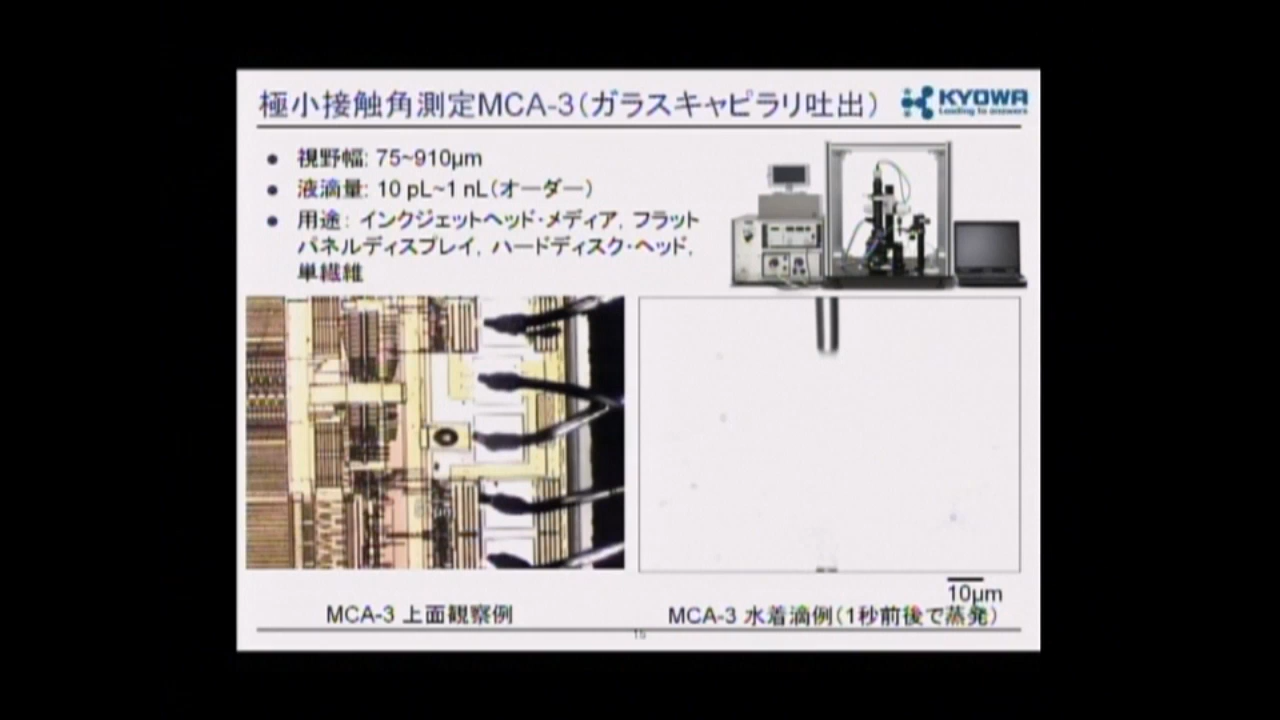 極小接触角測定MCA-3（ガラスキャピラリ吐出）
KYOWA
Leading to answers
● 視野幅: 75~910µm
● 液滴量: 10 pL~1 nL（オーダー）
● 用途: インクジェットヘッド・メディア, フラット
パネルディスプレイ, ハードディスク・ヘッド,
単繊維
10µm
MCA-3 上面観察例
MCA-3 水着滴例（1秒前後で蒸発）
15